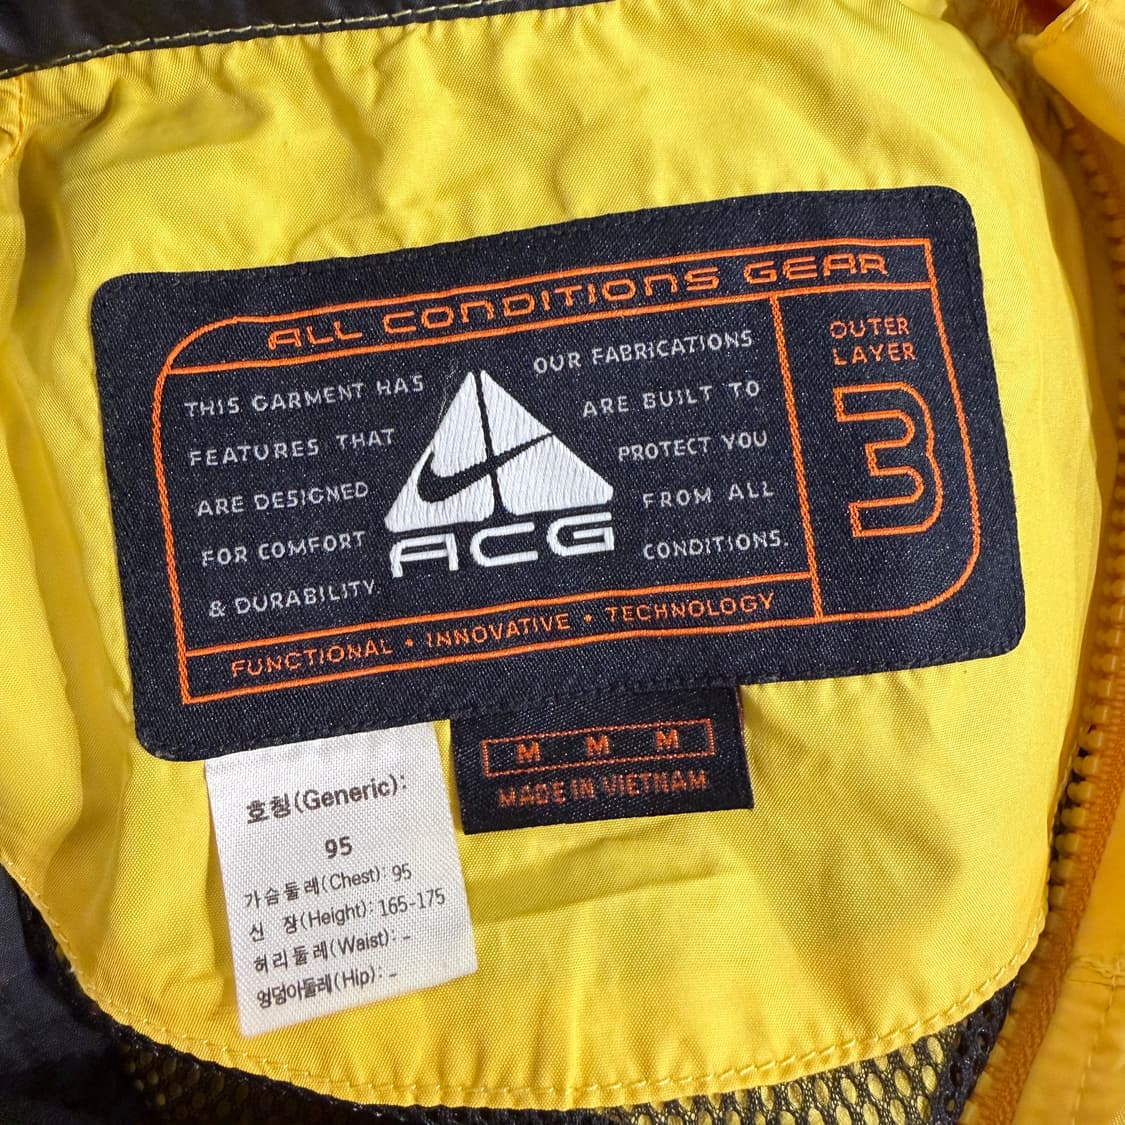 ALL CONDITIONS GEAR
THIS GARMENT HAS
FEATURES THAT
ARE DESIGNED
FOR COMFORT
& DURABILITY.
ACG
OUR FABRICATIONS
ARE BUILT TO
PROTECT YOU
FROM ALL
CONDITIONS.
OUTER
LAYER
3
FUNCTIONAL • INNOVATIVE • TECHNOLOGY
M M M
MADE IN VIETNAM
호칭(Generic):
95
가슴둘레(Chest): 95
신 장(Height): 165-175
허리둘레(Waist): -
엉덩이둘레(Hip): -